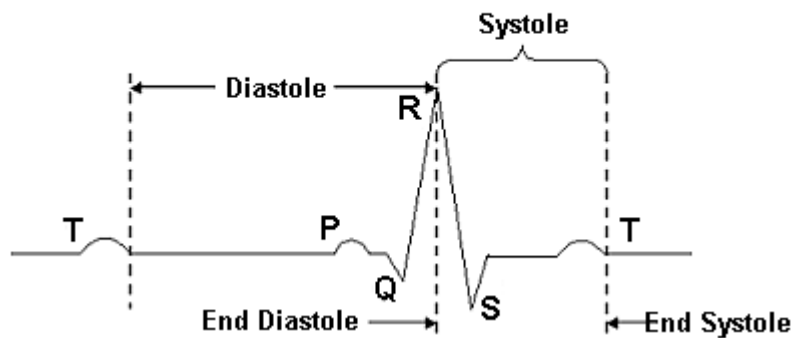 Systole
Diastole
R
T
P
T
Q
S
End Diastole
End Systole